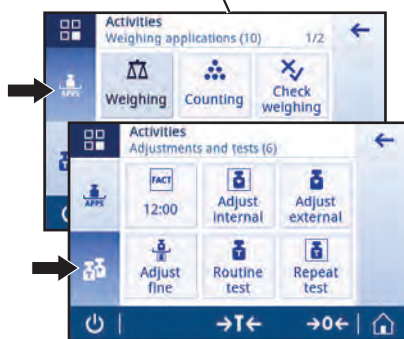 Activities
Weighing applications (10) 1/2
APPS
Weighing Counting Check
weighing
Activities
Adjustments and tests (6)
APPS
FACT
12:00 Adjust
internal Adjust
external
Adjust
fine Routine
test Repeat
test
→T← →0←